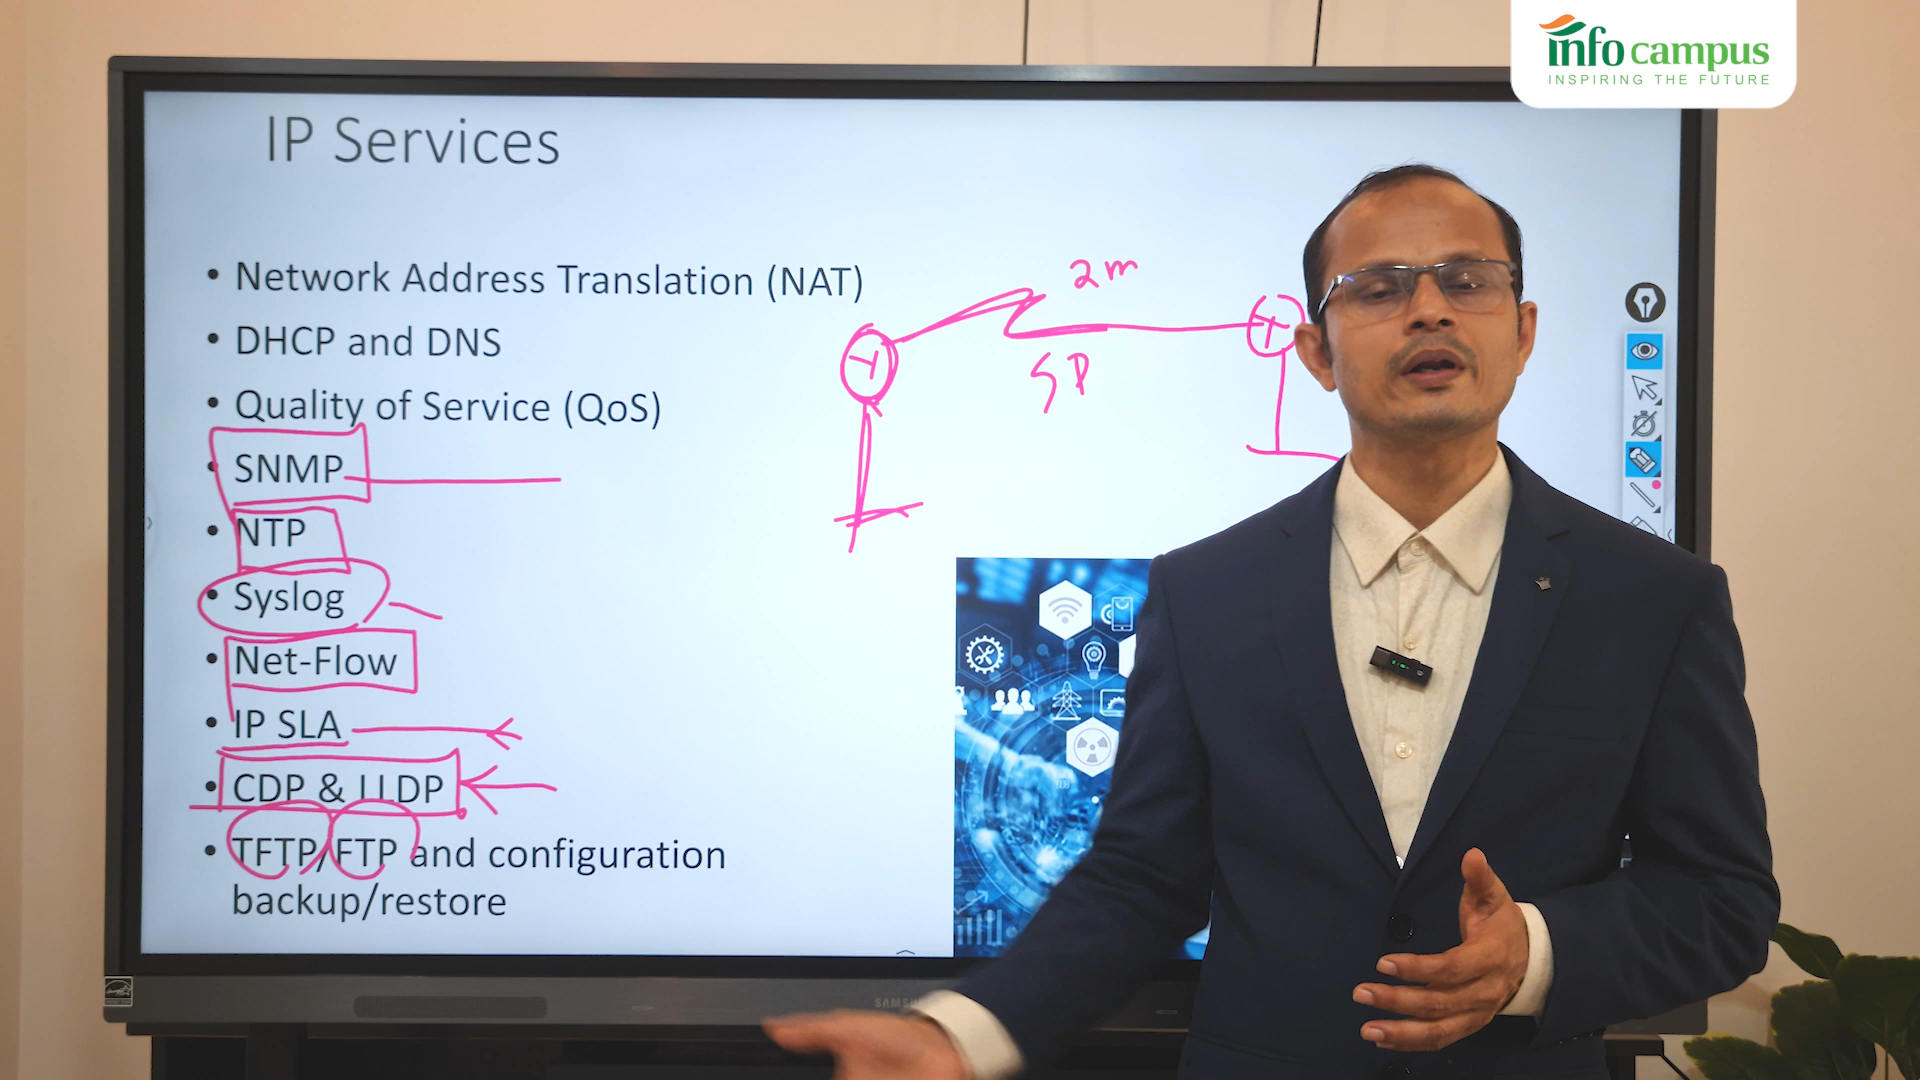 info campus
INSPIRING THE FUTURE
IP Services
• Network Address Translation (NAT)
• DHCP and DNS
• Quality of Service (QoS)
• SNMP
• NTP
• Syslog
• Net-Flow
• IP SLA
• CDP & LLDP
• TFTP/FTP and configuration
backup/restore
2m
SP